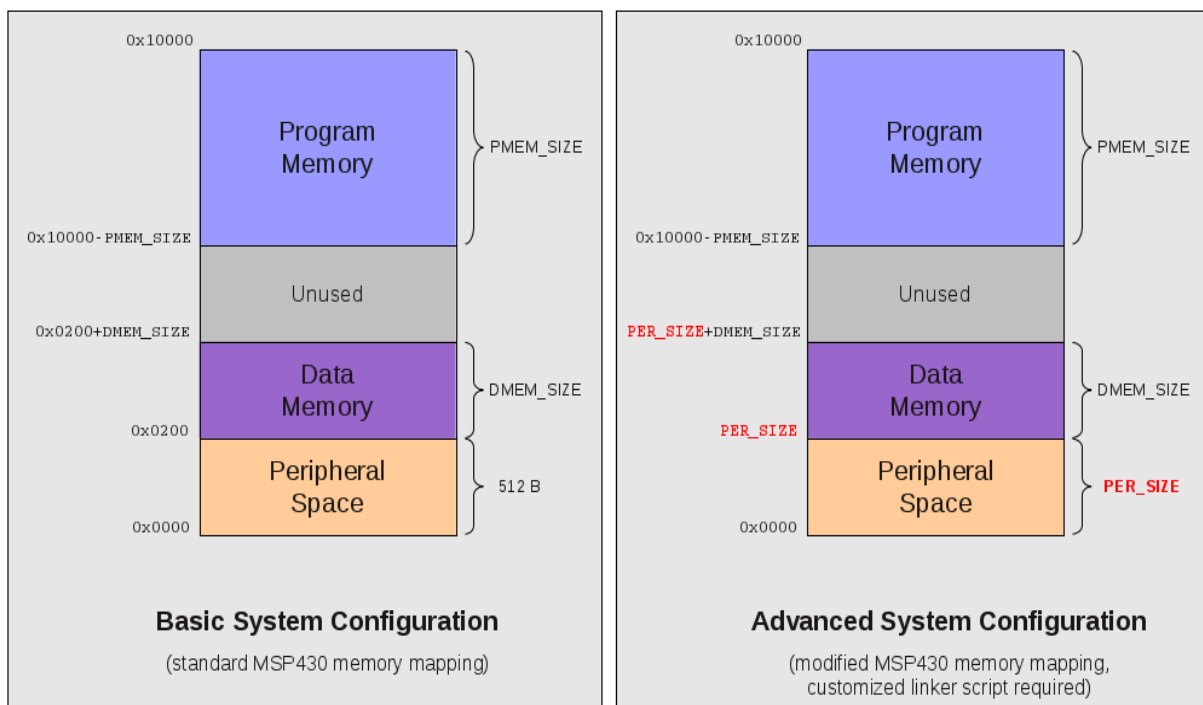 0x10000
Program
Memory
PMEM_SIZE
0x10000-PMEM_SIZE
Unused
0x0200+DMEM_SIZE
Data
Memory
DMEM_SIZE
0x0200
Peripheral
Space
512 B
0x0000
Basic System Configuration
(standard MSP430 memory mapping)
0x10000
Program
Memory
PMEM_SIZE
0x10000-PMEM_SIZE
Unused
PER_SIZE+DMEM_SIZE
Data
Memory
DMEM_SIZE
PER_SIZE
Peripheral
Space
PER_SIZE
0x0000
Advanced System Configuration
(modified MSP430 memory mapping,
customized linker script required)